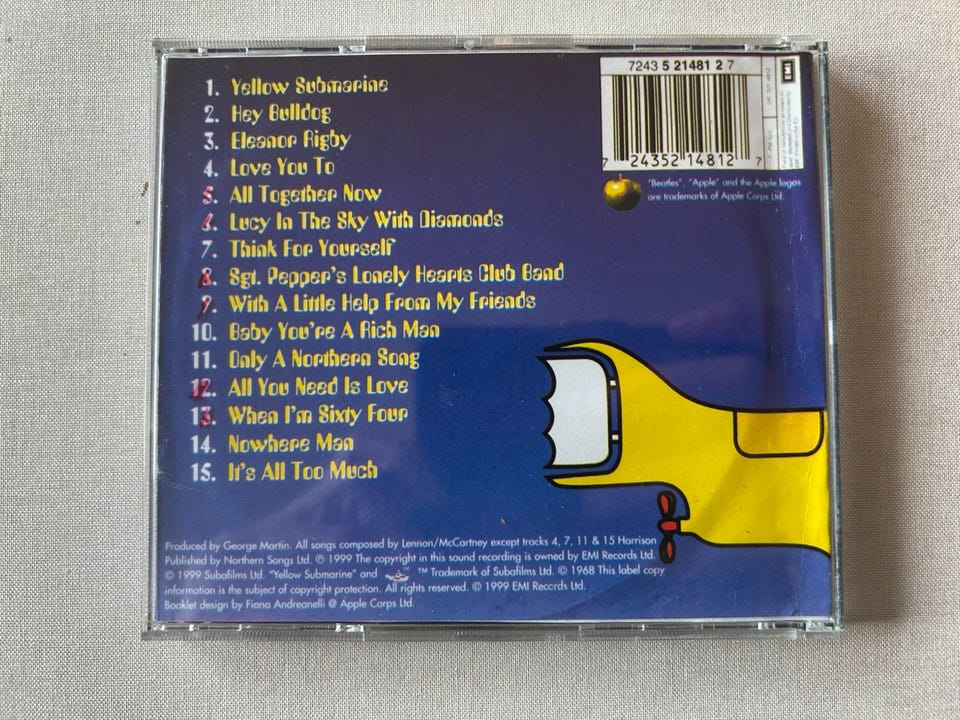 1. Yellow Submarine
2. Hey Bulldog
3. Eleanor Rigby
4. Love You To
5. All Together Now
6. Lucy In The Sky With Diamonds
7. Think For Yourself
8. Sgt. Pepper's Lonely Hearts Club Band
9. With A Little Help From My Friends
10. Baby You're A Rich Man
11. Only A Northern Song
12. All You Need Is Love
13. When I'm Sixty Four
14. Nowhere Man
15. It's All Too Much
7243 5 21481 2 7
7 24352 14812 7
EMI
"Beatles", "Apple" and the Apple logos
are trademarks of Apple Corps Ltd.
Produced by George Martin. All songs composed by Lennon/McCartney except tracks 4, 7, 11 & 15 Harrison
Published by Northern Songs Ltd. ℗ 1999 The copyright in this sound recording is owned by EMI Records Ltd.
© 1999 Subafilms Ltd. "Yellow Submarine" and ™ Trademark of Subafilms Ltd. © 1968 This label copy
information is the subject of copyright protection. All rights reserved. © 1999 EMI Records Ltd.
Booklet design by Fiona Andreanelli @ Apple Corps Ltd.